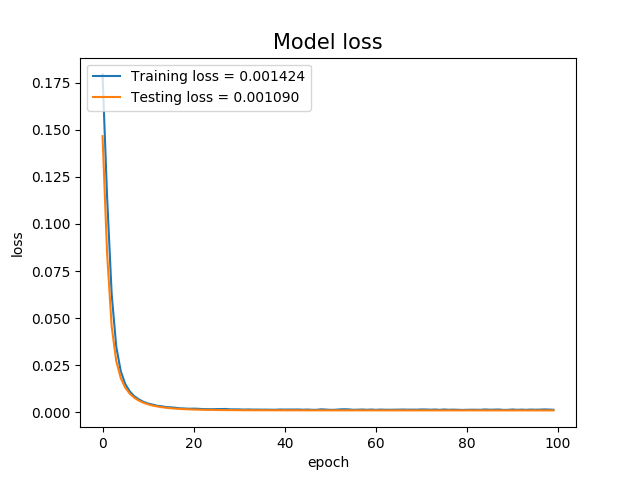 Model loss
Training loss = 0.001424
Testing loss = 0.001090
0.175
0.150
0.125
0.100
0.075
0.050
0.025
0.000
loss
0 20 40 60 80 100
epoch